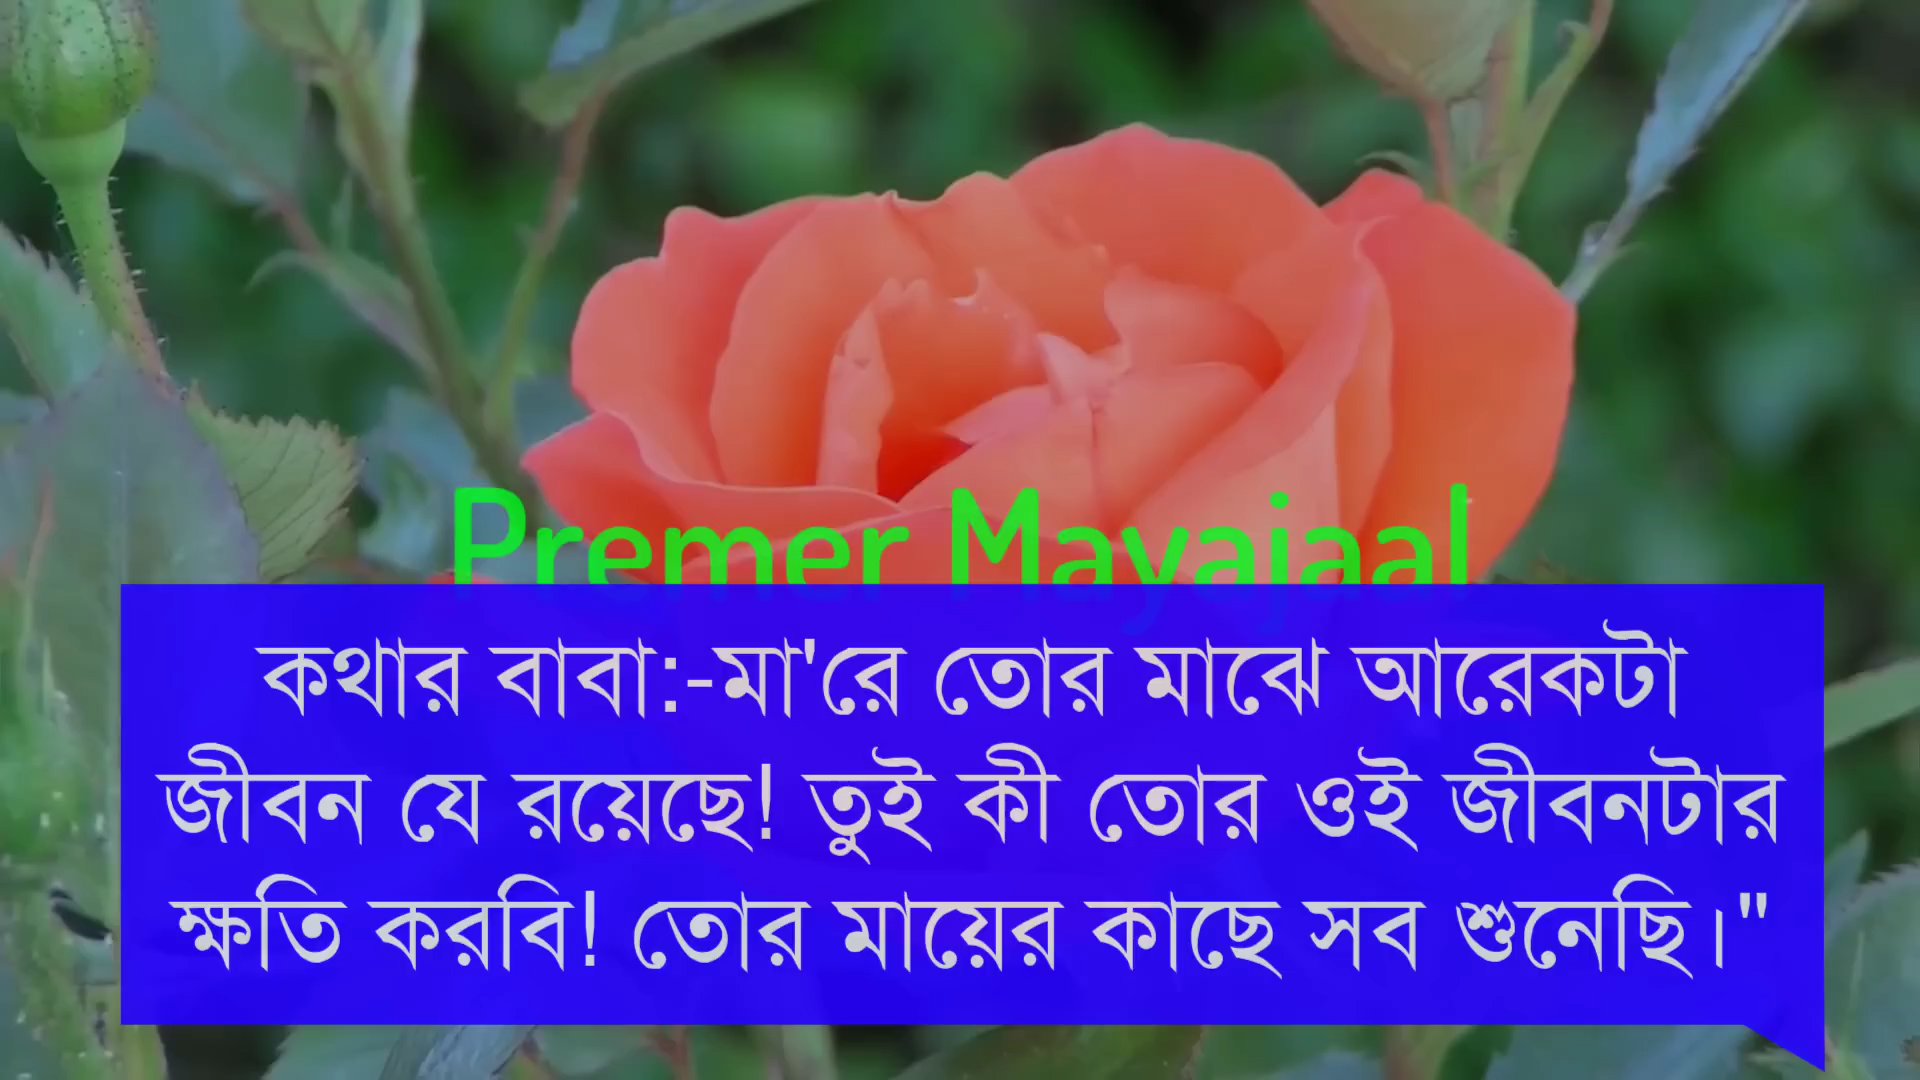 Premer Mayajaal
কথার বাবা:-মা'রে তোর মাঝে আরেকটা
জীবন যে রয়েছে! তুই কী তোর ওই জীবনটার
ক্ষতি করবি! তোর মায়ের কাছে সব শুনেছি।"